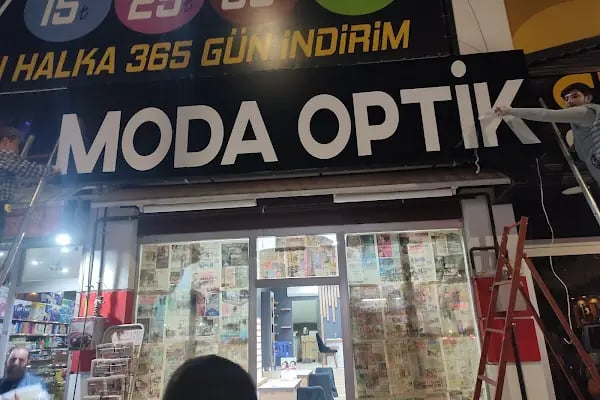 15₺ 25₺
HALKA 365 GÜN İNDİRİM
MODA OPTİK